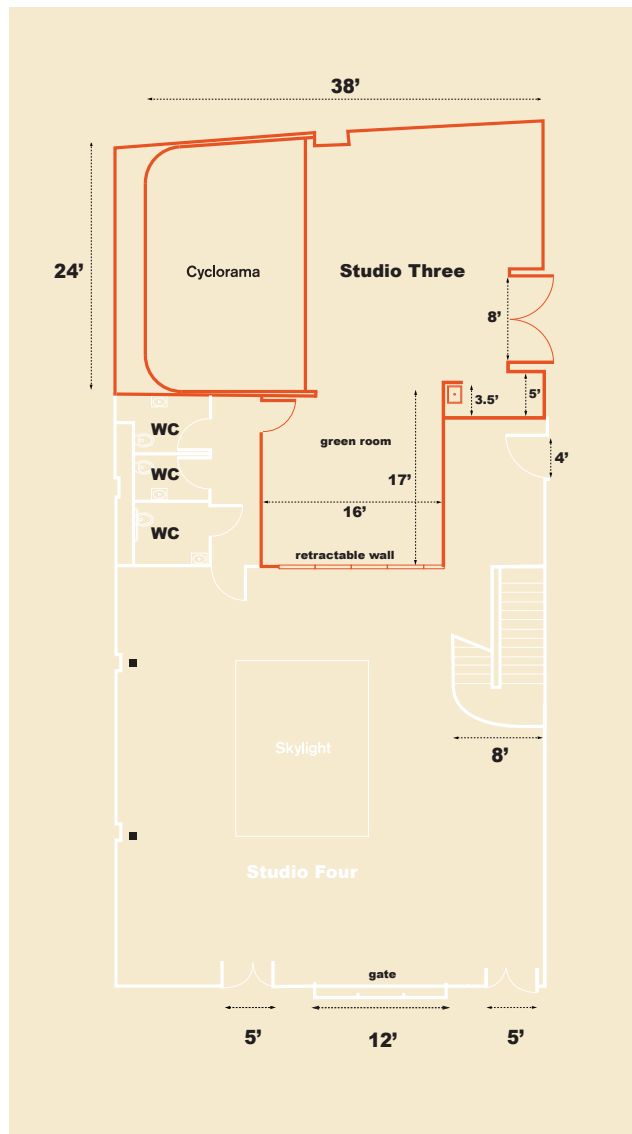 38’
24’
Cyclorama
Studio Three
8’
3.5’
5’
WC
green room
4’
WC
17’
16’
WC
retractable wall
Skylight
8’
Studio Four
gate
5’
12’
5’